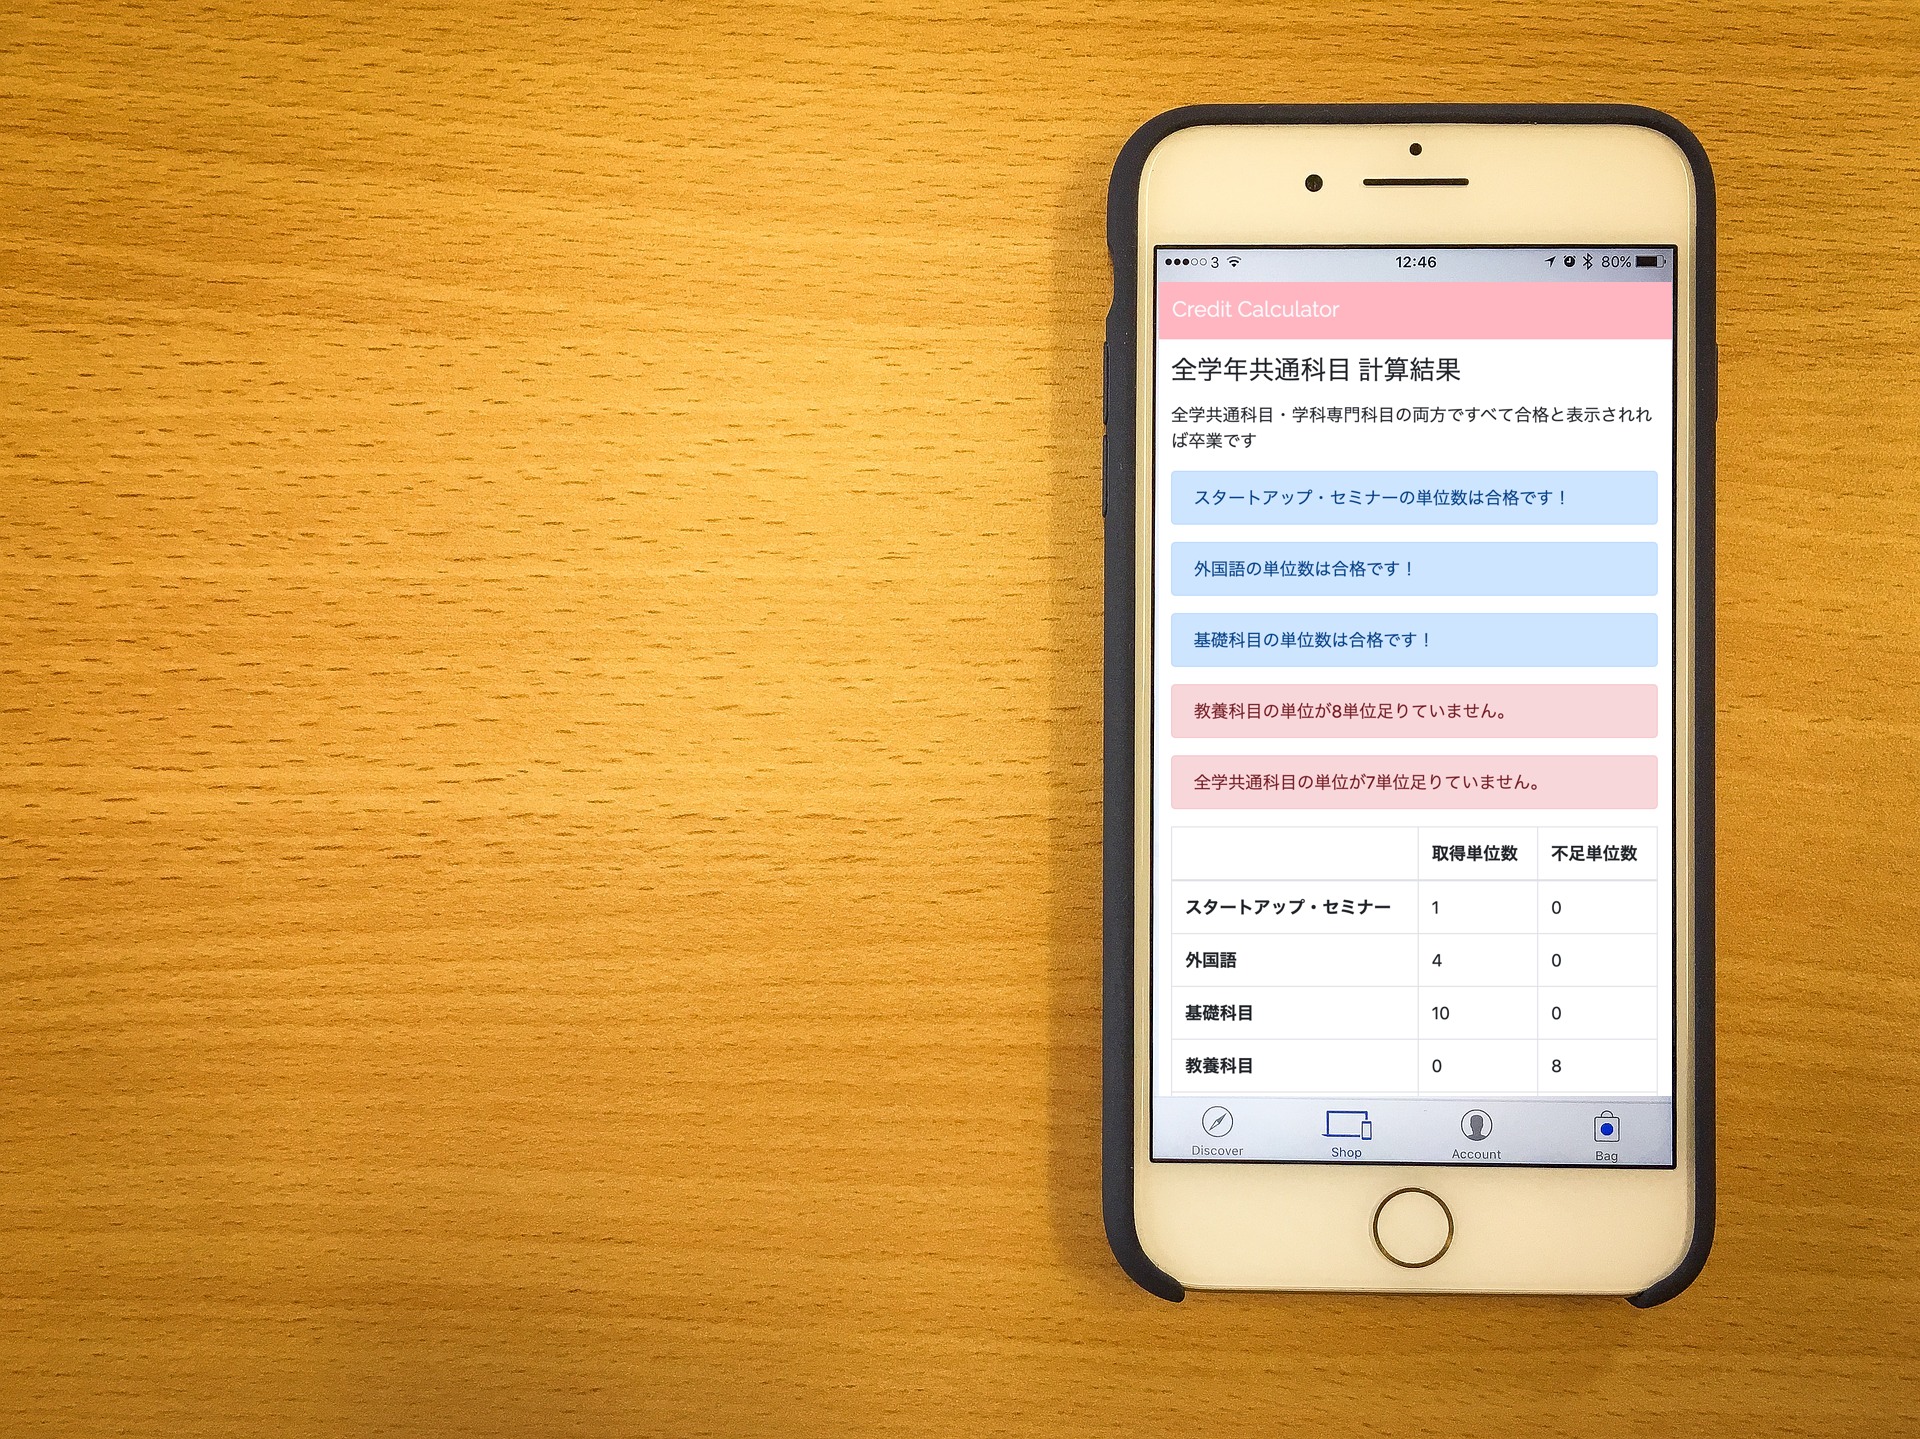 3 12:46 80%
Credit Calculator
全学年共通科目 計算結果
全学共通科目・学科専門科目の両方ですべて合格と表示されれ
ば卒業です
スタートアップ・セミナーの単位数は合格です！
外国語の単位数は合格です！
基礎科目の単位数は合格です！
教養科目の単位が8単位足りていません。
全学共通科目の単位が7単位足りていません。
取得単位数 不足単位数
スタートアップ・セミナー 1 0
外国語 4 0
基礎科目 10 0
教養科目 0 8
Discover Shop Account Bag